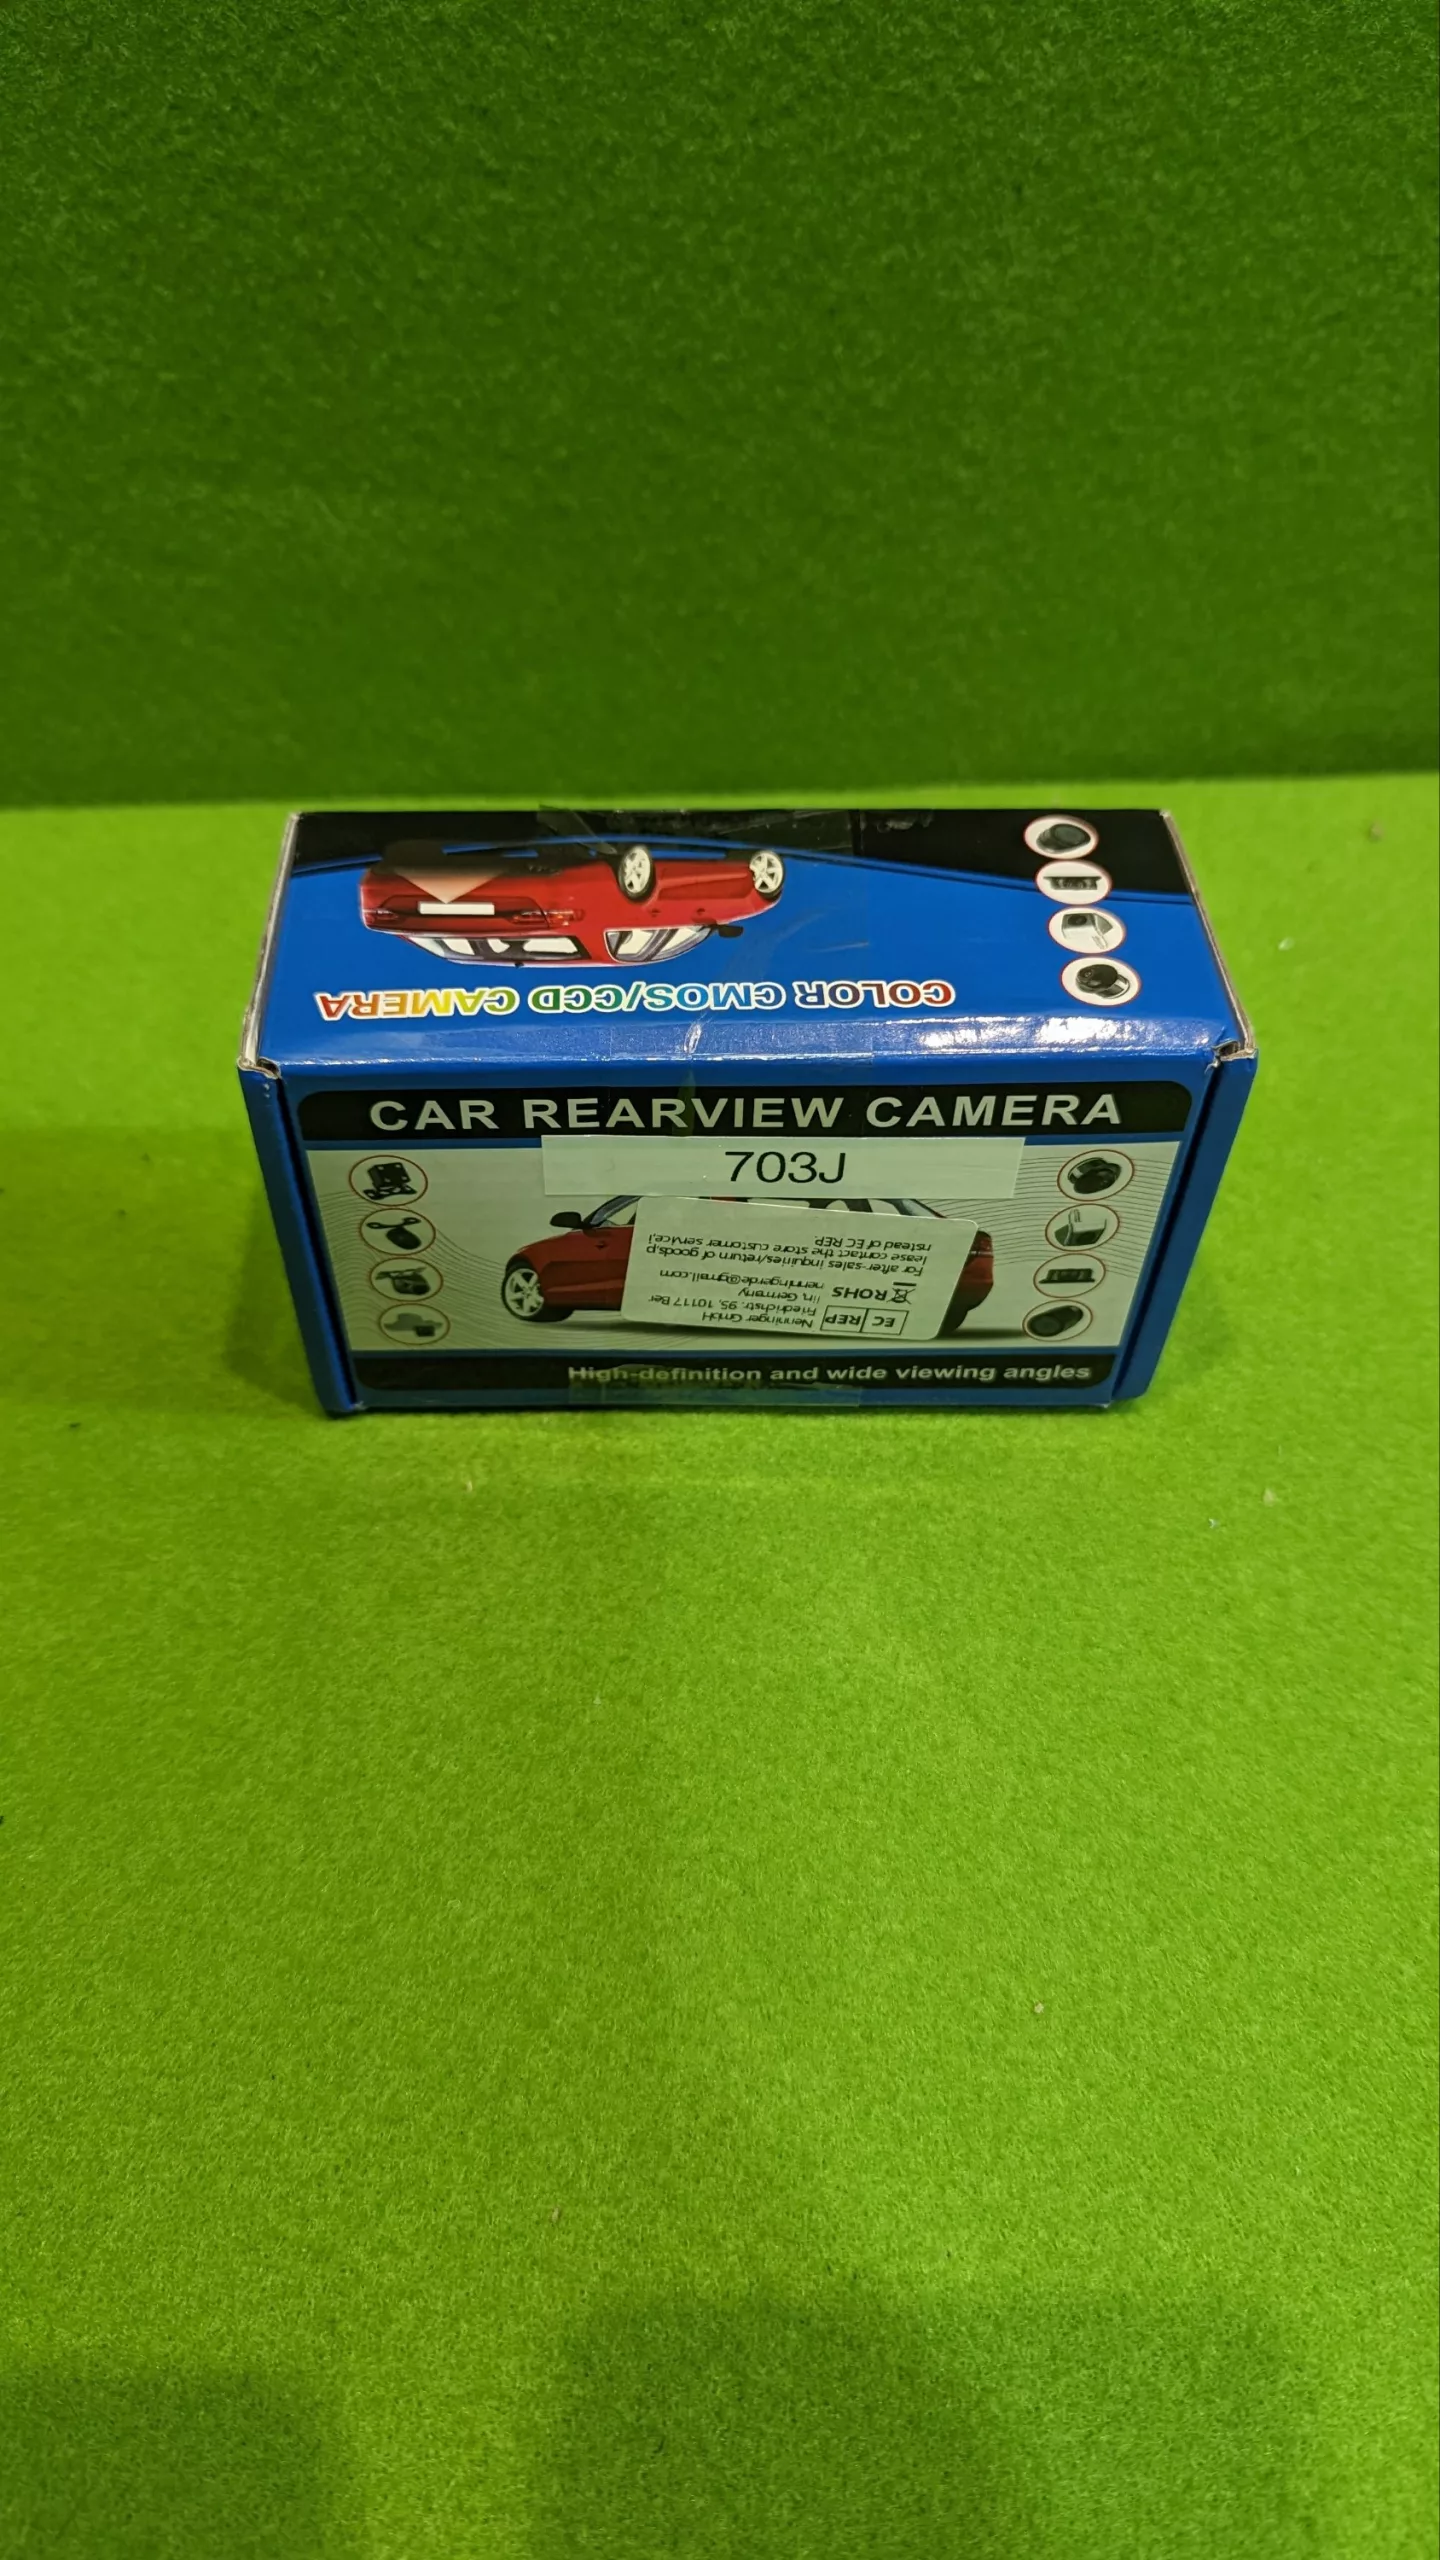 COLOR CMOS/CCD CAMERA
CAR REARVIEW CAMERA
703J
EC REP
Nenninger GmbH
Friedrichstr. 95, 10117 Ber
lin, Germany
nenningerde@gmail.com
ROHS
For after-sales inquiries/return of goods,p
lease contact the store customer service,i
nstead of EC REP
High-definition and wide viewing angles